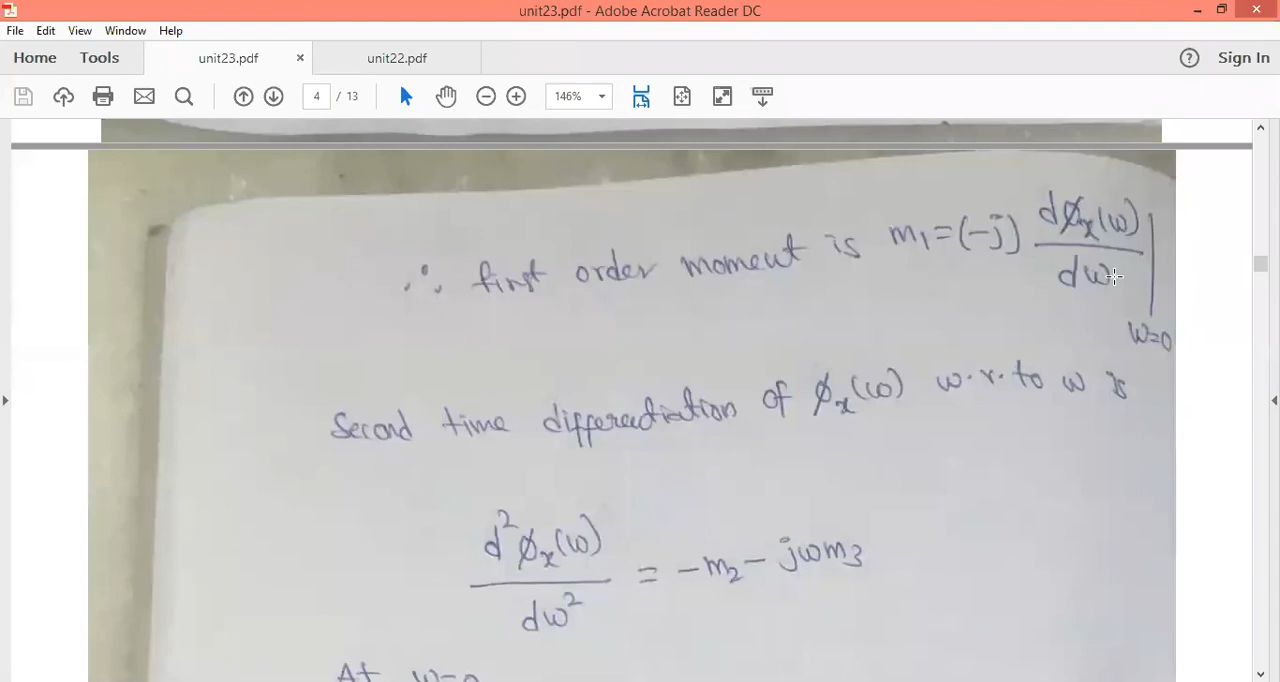 unit23.pdf - Adobe Acrobat Reader DC
File Edit View Window Help
Home Tools unit23.pdf × unit22.pdf ? Sign In
4 / 13 146%
∴ first order moment is m₁=(-j) dϕₓ(ω)/dω |ω=0
Second time differentiation of ϕₓ(ω) w.r.to ω is
d²ϕₓ(ω)/dω² = -m₂ - jωm₃
At ω=0